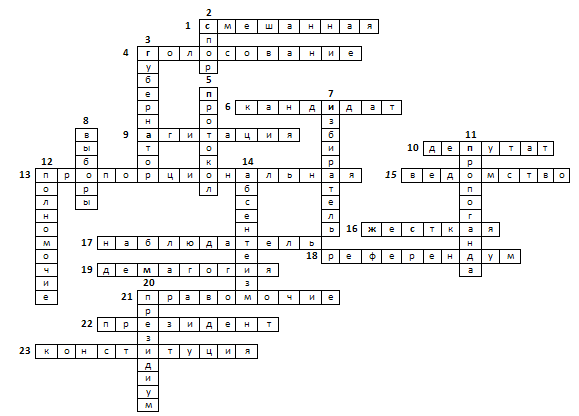 1 смешанная
2 спор
3 губернатор
4 голосование
5 протокол
6 кандидат
7 избиратель
8 выборы
9 агитация
10 депутат
11 пропоганда
12 полномочие
13 пропорциональная
14 абсентеизм
15 ведомство
16 жесткая
17 наблюдатель
18 референдум
19 демагогия
20 президиум
21 правомочие
22 президент
23 конституция